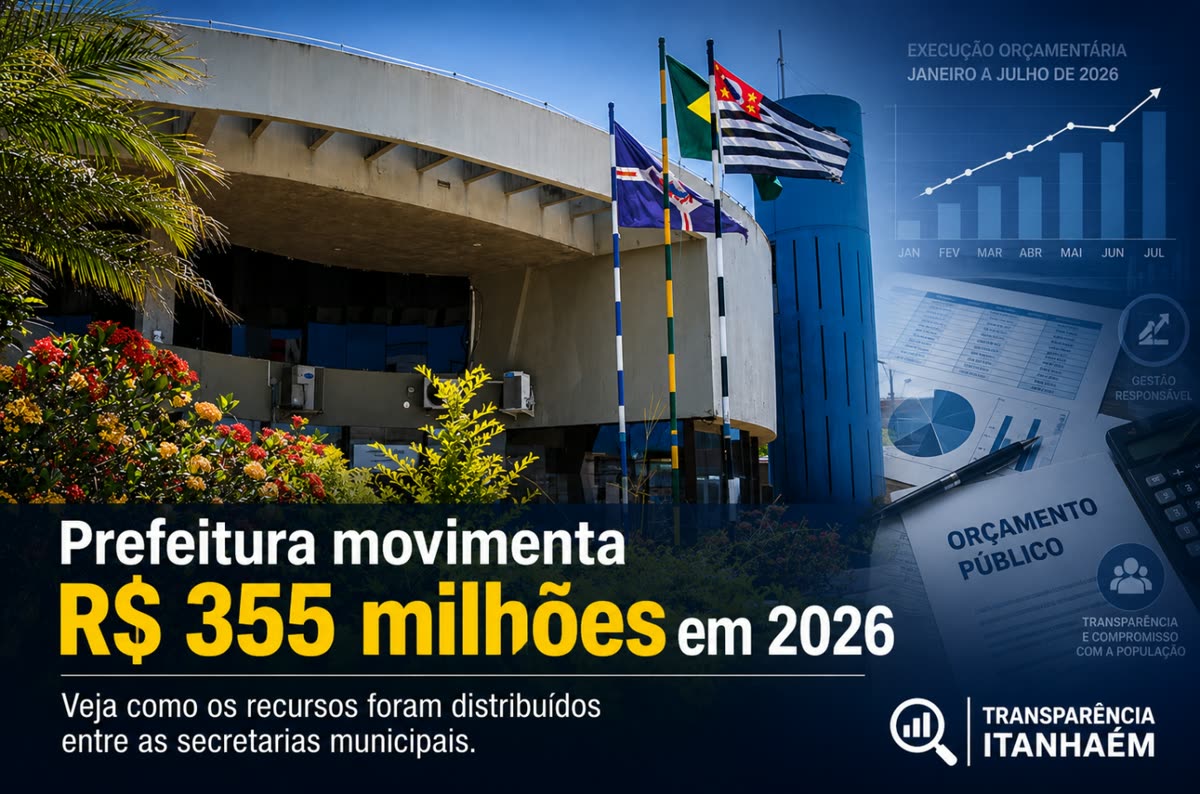 EXECUÇÃO ORÇAMENTÁRIA
JANEIRO A JULHO DE 2026
JAN FEV MAR ABR MAI JUN JUL
GESTÃO
RESPONSÁVEL
ORÇAMENTO
PÚBLICO
TRANSPARÊNCIA
E COMPROMISSO
COM A POPULAÇÃO
Prefeitura movimenta
R$ 355 milhões em 2026
Veja como os recursos foram distribuídos
entre as secretarias municipais.
TRANSPARÊNCIA
ITANHAÉM